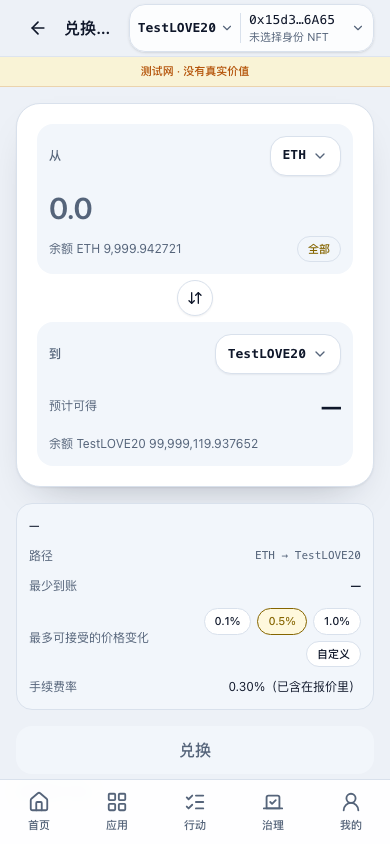 兑换...
TestLOVE20
0x15d3…6A65
未选择身份 NFT
测试网 · 没有真实价值
从
ETH
0.0
余额 ETH 9,999.942721
全部
到
TestLOVE20
预计可得
—
余额 TestLOVE20 99,999,119.937652
—
路径
ETH → TestLOVE20
最少到账
—
最多可接受的价格变化
0.1%
0.5%
1.0%
自定义
手续费率
0.30%（已含在报价里）
兑换
首页
应用
行动
治理
我的